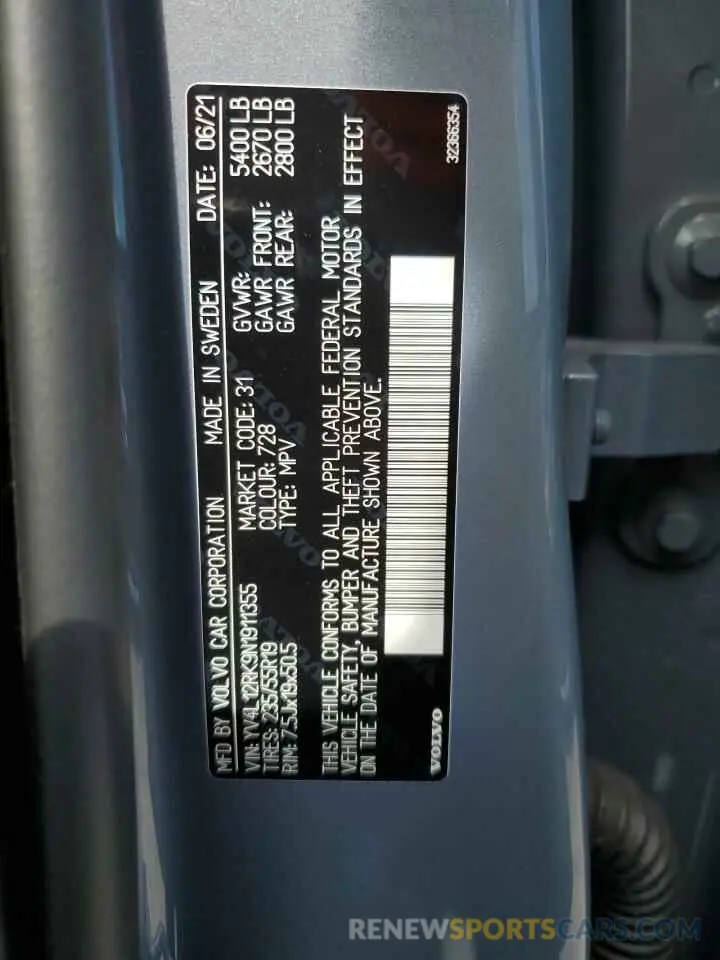 MFD BY VOLVO CAR CORPORATION MADE IN SWEDEN DATE: 06/21
VIN: YV4L12RK9N1911355 MARKET CODE: 31 GVWR: 5400 LB
TIRES: 235/55R19 COLOUR: 728 GAWR FRONT: 2670 LB
RIM: 7.5Jx19x50.5 TYPE: MPV GAWR REAR: 2800 LB
THIS VEHICLE CONFORMS TO ALL APPLICABLE FEDERAL MOTOR
VEHICLE SAFETY, BUMPER AND THEFT PREVENTION STANDARDS IN EFFECT
ON THE DATE OF MANUFACTURE SHOWN ABOVE.
VOLVO 32366354
RENEWSPORTSCARS.COM